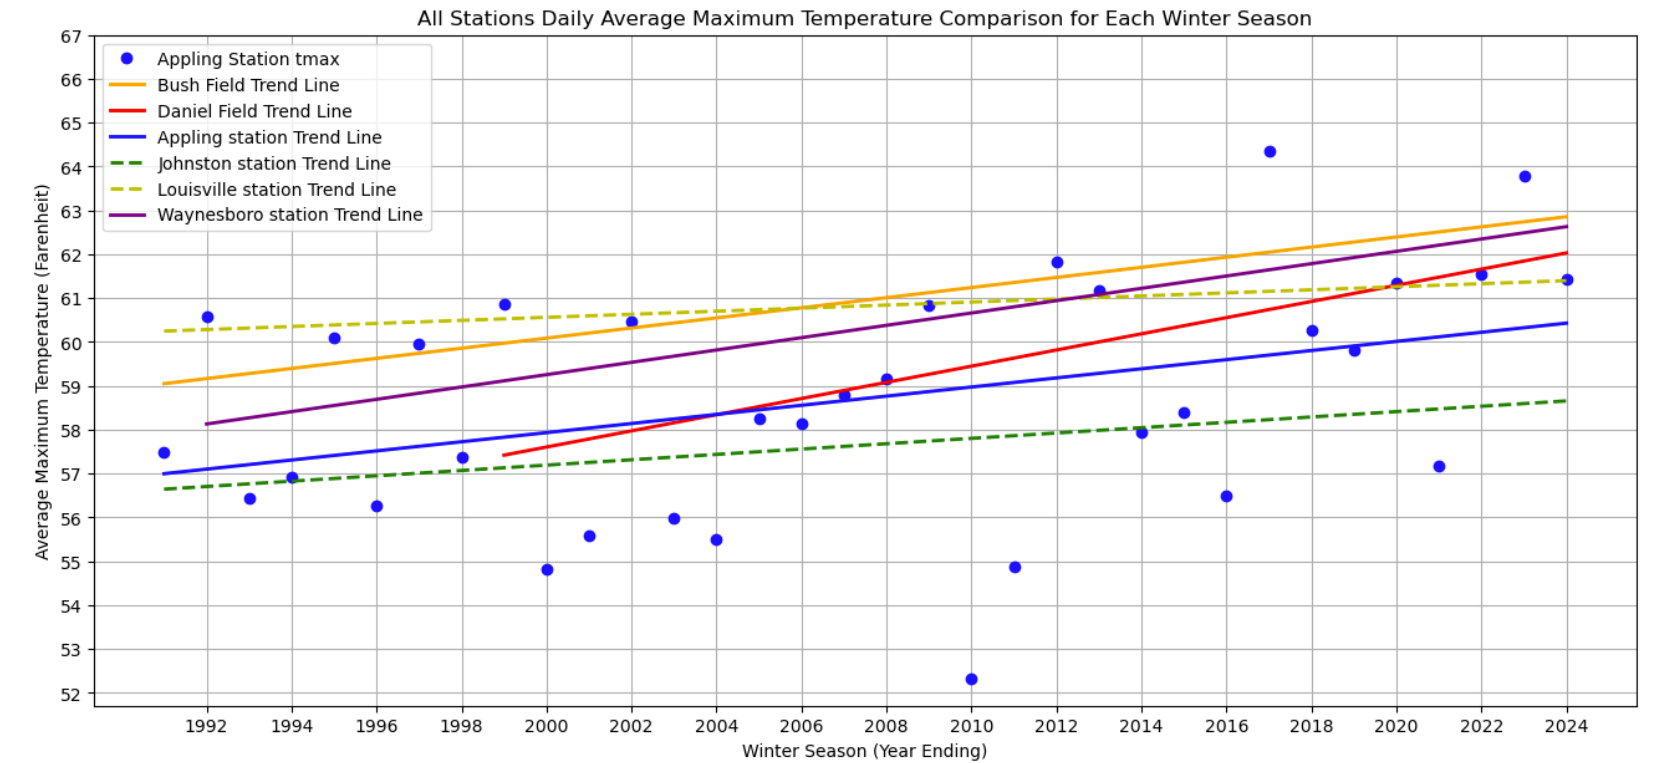 All Stations Daily Average Maximum Temperature Comparison for Each Winter Season
Average Maximum Temperature (Farenheit)
67
66
65
64
63
62
61
60
59
58
57
56
55
54
53
52
Appling Station tmax
Bush Field Trend Line
Daniel Field Trend Line
Appling station Trend Line
Johnston station Trend Line
Louisville station Trend Line
Waynesboro station Trend Line
1992 1994 1996 1998 2000 2002 2004 2006 2008 2010 2012 2014 2016 2018 2020 2022 2024
Winter Season (Year Ending)